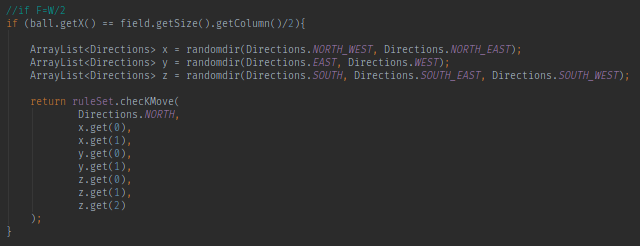 //if F=W/2
if (ball.getX() == field.getSize().getColumn()/2){
ArrayList<Directions> x = randomdir(Directions.NORTH_WEST, Directions.NORTH_EAST);
ArrayList<Directions> y = randomdir(Directions.EAST, Directions.WEST);
ArrayList<Directions> z = randomdir(Directions.SOUTH, Directions.SOUTH_EAST, Directions.SOUTH_WEST);
return ruleSet.checKMove(
Directions.NORTH,
x.get(0),
x.get(1),
y.get(0),
y.get(1),
z.get(0),
z.get(1),
z.get(2)
);
}